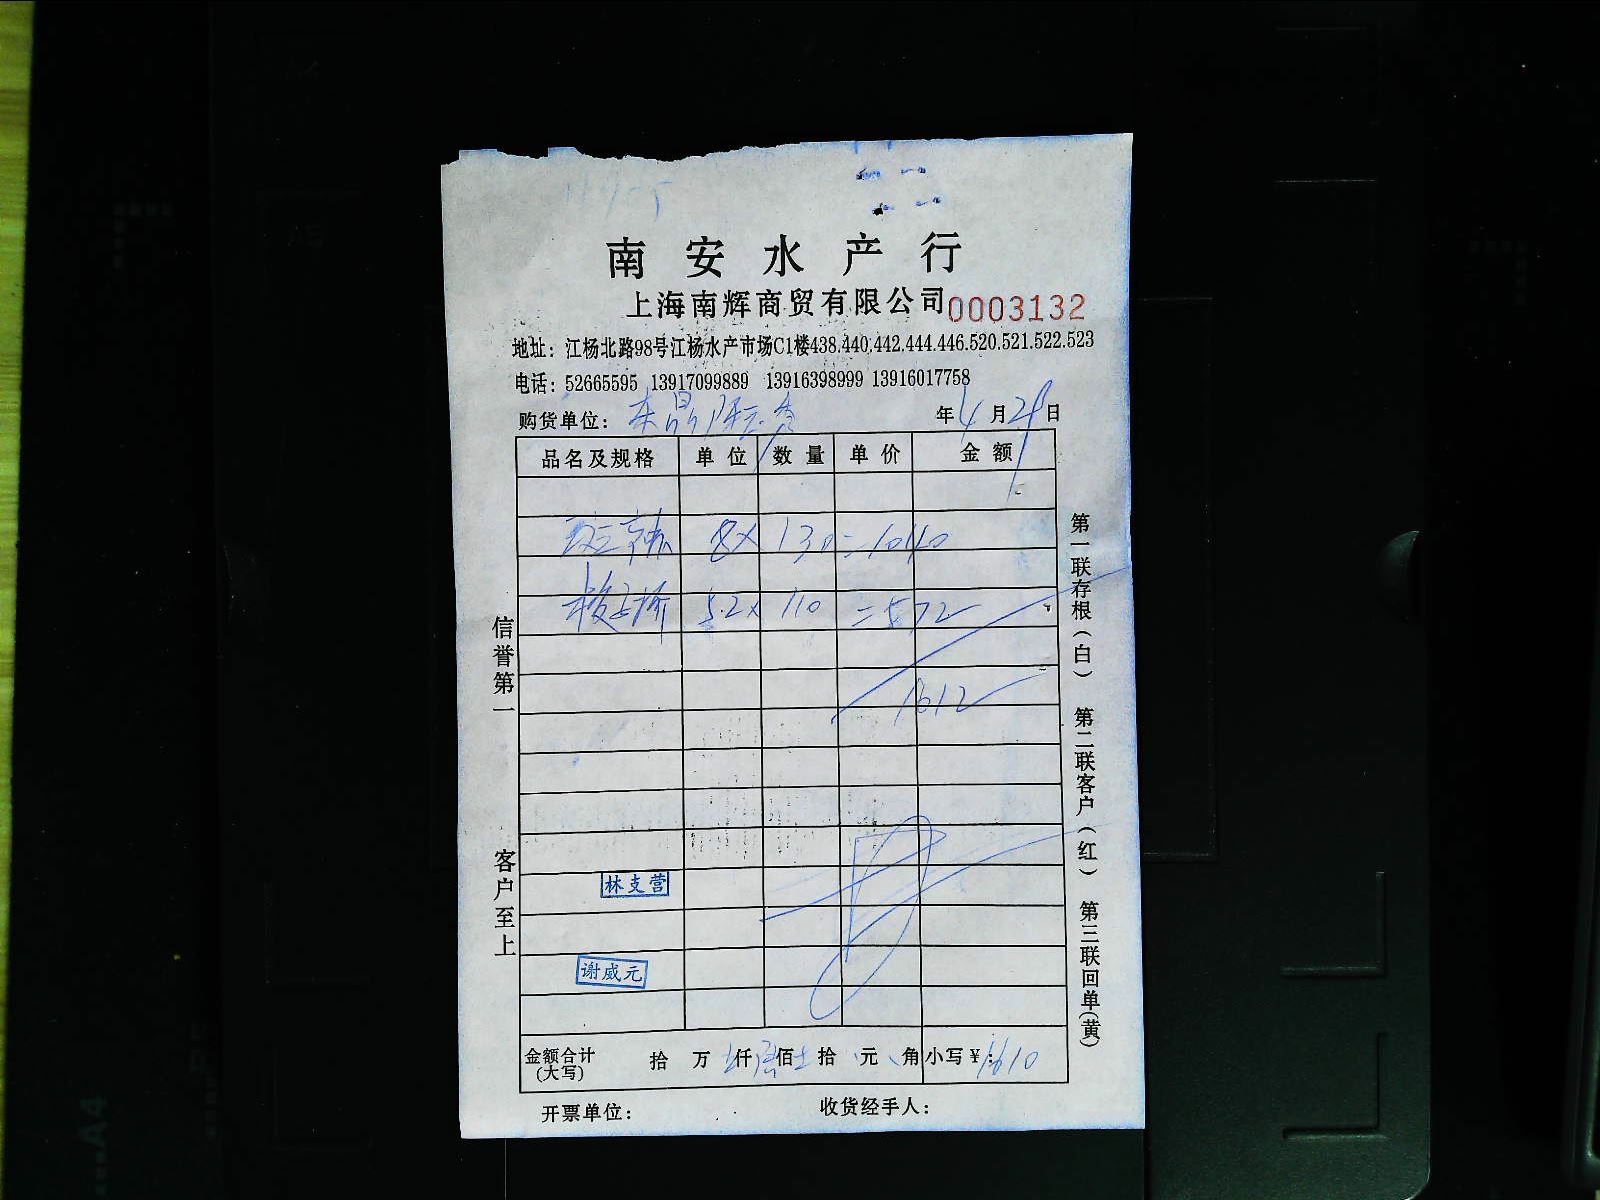 南安水产行
上海南辉商贸有限公司 0003132
地址：江杨北路98号江杨水产市场C1楼438.440.442.444.446.520.521.522.523
电话：52665595 13917099889 13916398999 13916017758
购货单位： 年4月 日
品名及规格 单位 数量 单价 金额
8× 130 =1040
5.2× 110 =572
1612
林支营
谢威元
金额合计(大写) 拾 万 仟 佰 拾 元 角 小写¥：1610
开票单位： 收货经手人：
信誉第一 客户至上
第一联存根(白) 第二联客户(红) 第三联回单(黄)